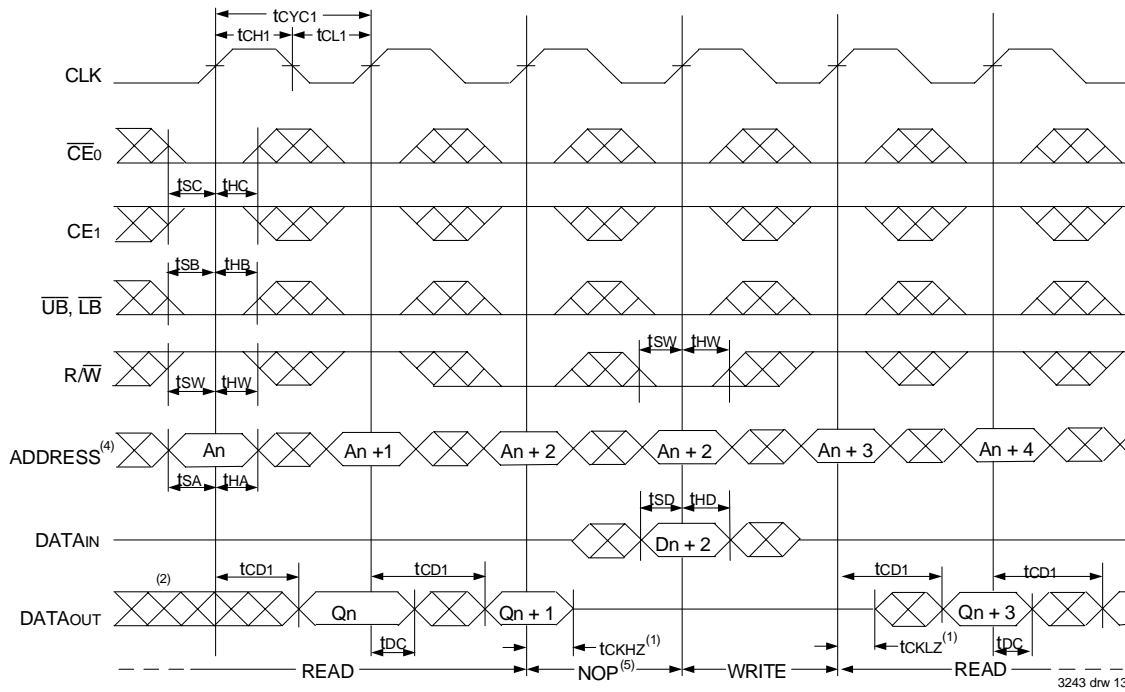 tCYC1
tCH1 tCL1
CLK
CE0
tSC tHC
CE1
tSB tHB
UB, LB
tSW tHW
R/W
tSW tHW
ADDRESS(4) An An +1 An + 2 An + 2 An + 3 An + 4
tSA tHA
tSD tHD
DATAIN Dn + 2
tCD1 tCD1 tCD1 tCD1
(2)
DATAOUT Qn Qn + 1 Qn + 3
tDC tCKHZ(1) tCKLZ(1) tDC
READ NOP(5) WRITE READ
3243 drw 13